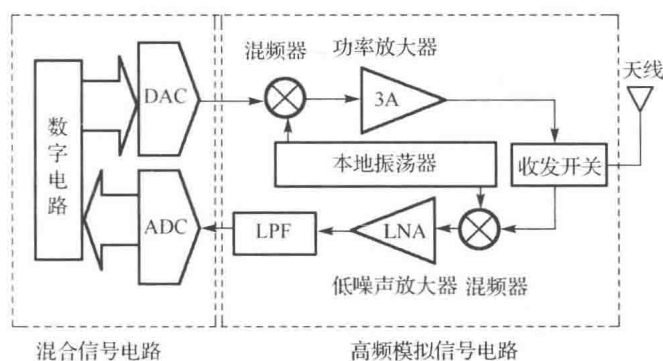 混频器
功率放大器
天线
DAC
3A
数字电路
本地振荡器
收发开关
ADC
LPF
LNA
低噪声放大器
混频器
混合信号电路
高频模拟信号电路